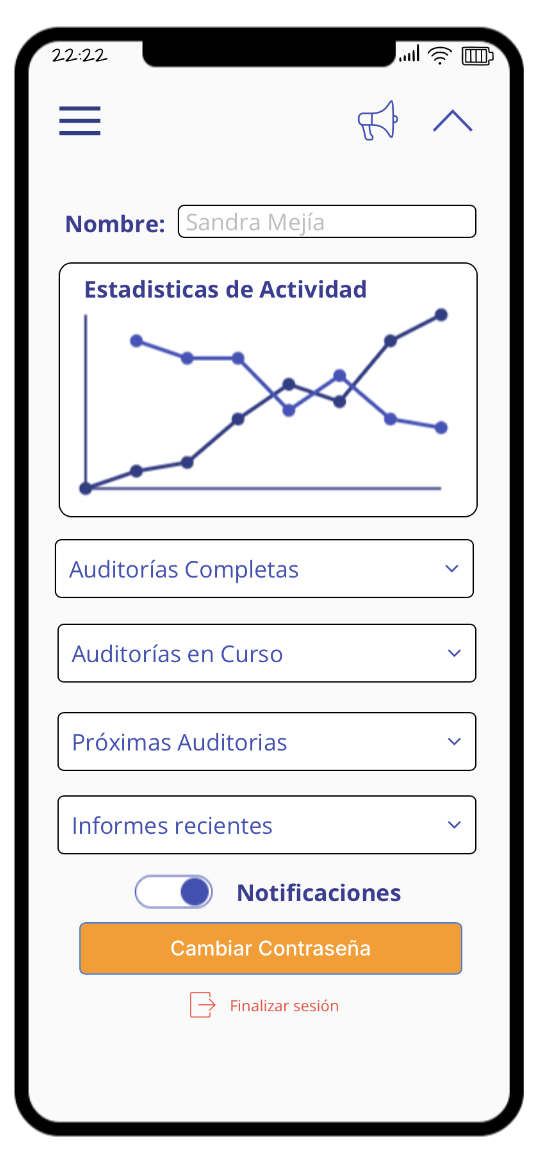 22:22
Nombre: Sandra Mejía
Estadisticas de Actividad
Auditorías Completas
Auditorías en Curso
Próximas Auditorias
Informes recientes
Notificaciones
Cambiar Contraseña
Finalizar sesión